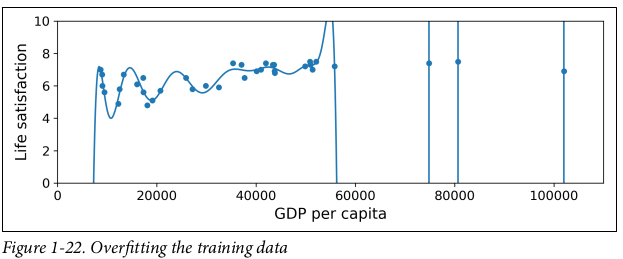 10
8
6
4
2
0
Life satisfaction
0 20000 40000 60000 80000 100000
GDP per capita
Figure 1-22. Overfitting the training data